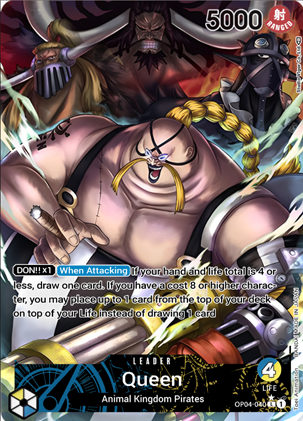 5000
射
RANGED
DON!!×1 When Attacking If your hand and life total is 4 or
less, draw one card. If you have a cost 8 or higher charac-
ter, you may place up to 1 card from the top of your deck
on top of your Life instead of drawing 1 card
LEADER
Queen
Animal Kingdom Pirates
4
LIFE
OP04-040 L 1